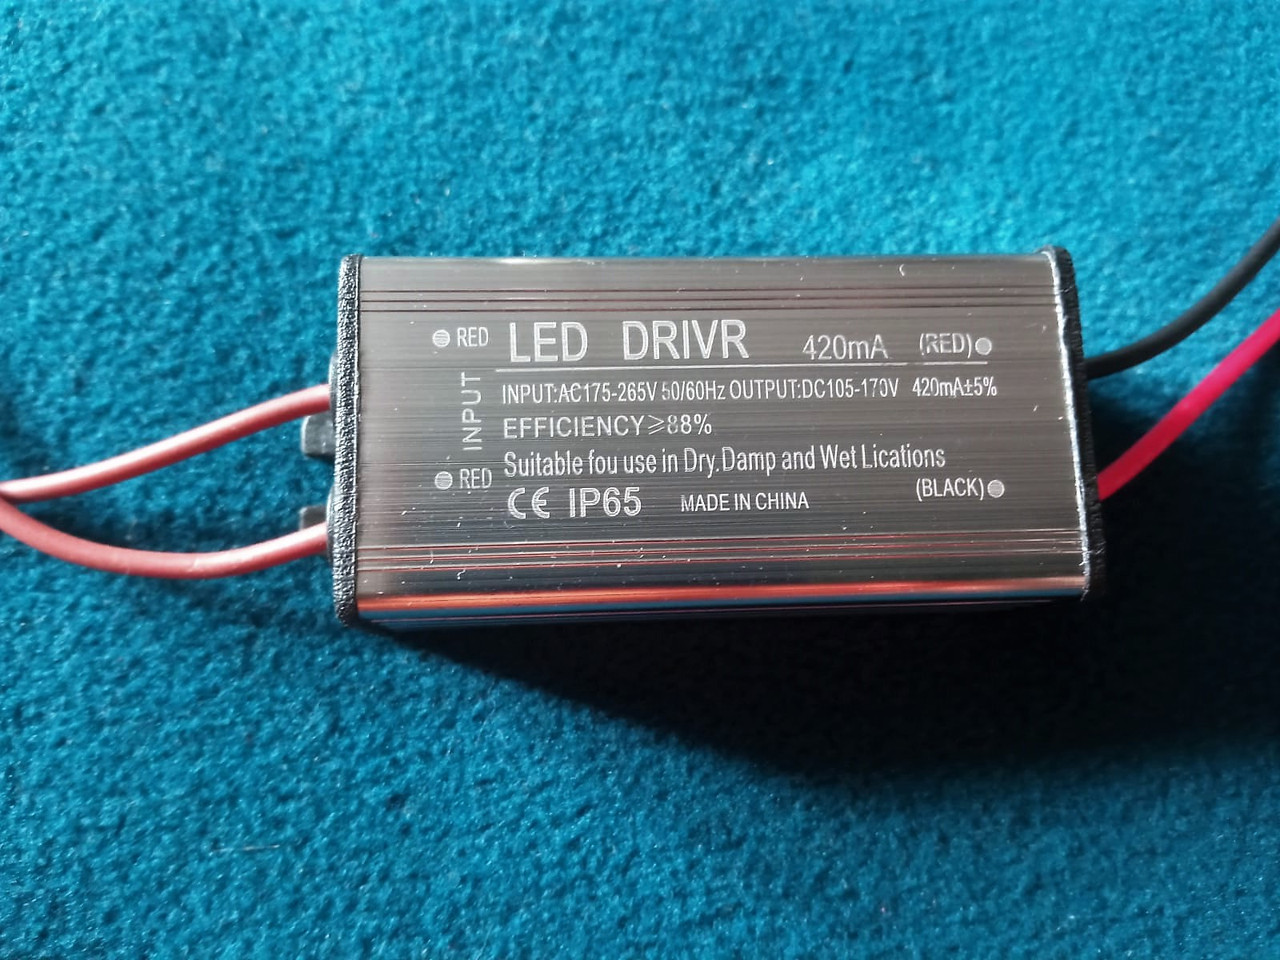 RED LED DRIVR 420mA (RED)
INPUT
INPUT:AC175-265V 50/60Hz OUTPUT:DC105-170V 420mA±5%
EFFICIENCY≥88%
RED Suitable fou use in Dry.Damp and Wet Lications
CE IP65 MADE IN CHINA (BLACK)